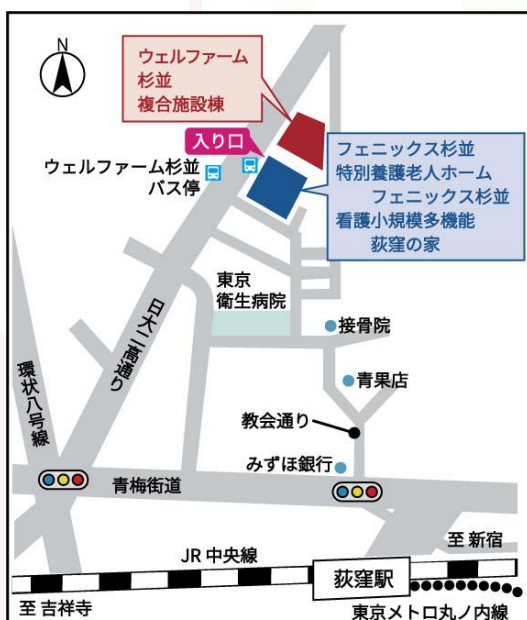 N
ウェルファーム
杉並
複合施設棟
入り口
ウェルファーム杉並
バス停
フェニックス杉並
特別養護老人ホーム
フェニックス杉並
看護小規模多機能
荻窪の家
東京
衛生病院
日大二高通り
接骨院
環状八号線
青果店
教会通り
みずほ銀行
青梅街道
JR 中央線
至 新宿
荻窪駅
至 吉祥寺
東京メトロ丸ノ内線